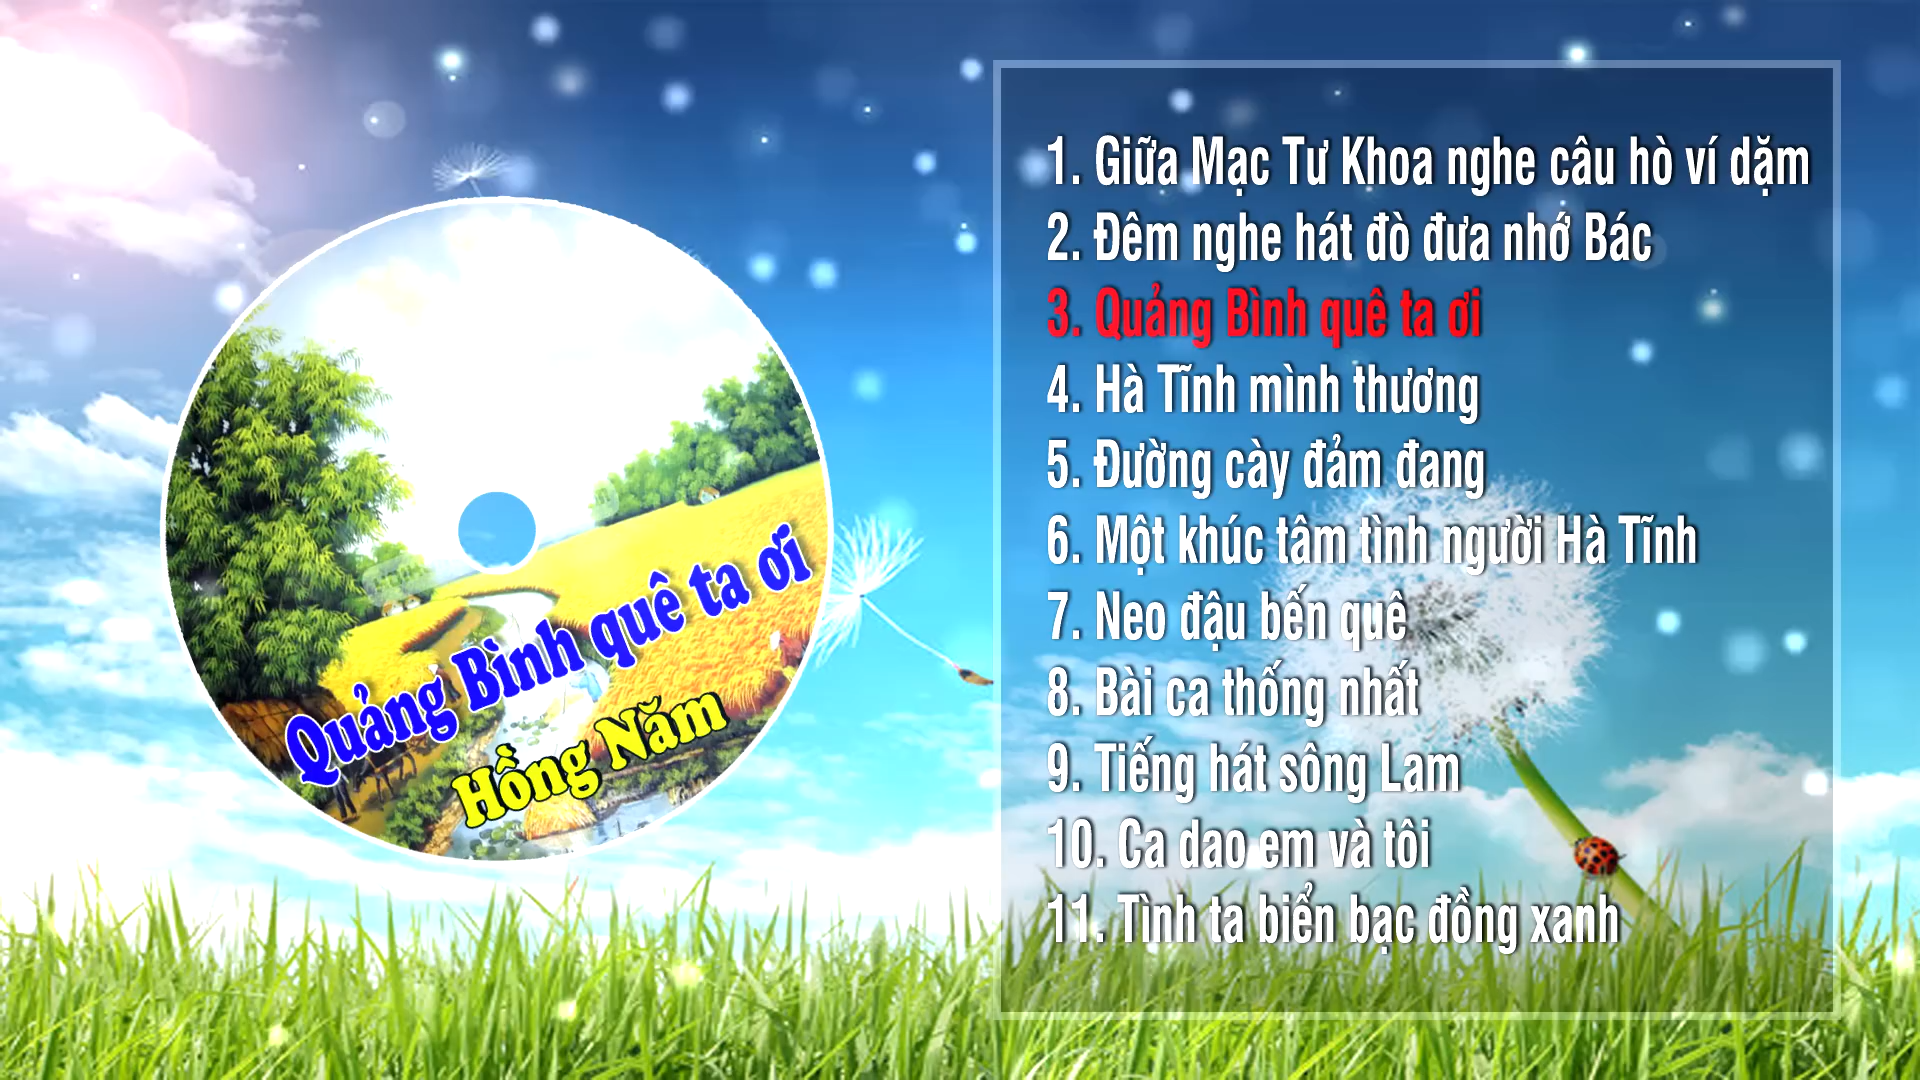 Quảng Bình quê ta ơi
Hồng Năm
1. Giữa Mạc Tư Khoa nghe câu hò ví dặm
2. Đêm nghe hát đò đưa nhớ Bác
3. Quảng Bình quê ta ơi
4. Hà Tĩnh mình thương
5. Đường cày đảm đang
6. Một khúc tâm tình người Hà Tĩnh
7. Neo đậu bến quê
8. Bài ca thống nhất
9. Tiếng hát sông Lam
10. Ca dao em và tôi
11. Tình ta biển bạc đồng xanh